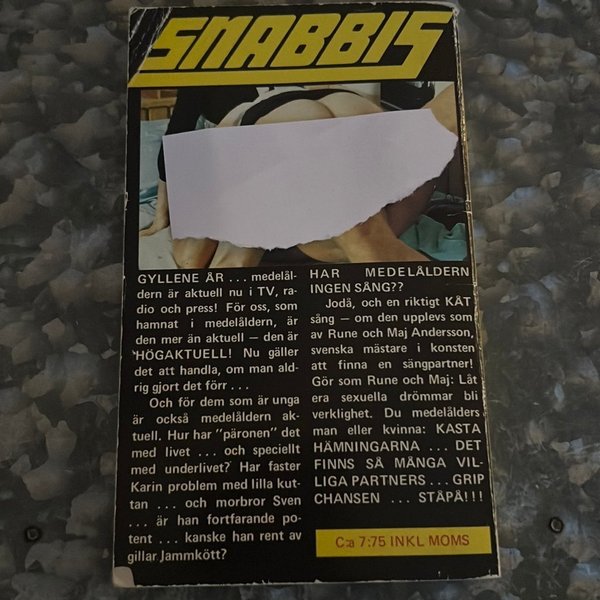 SNABBIS
GYLLENE ÅR ... medelål-
dern är aktuell nu i TV, ra-
dio och press! För oss, som
hamnat i medelåldern, är
den mer än aktuell — den är
HÖGAKTUELL! Nu gäller
det att handla, om man ald-
rig gjort det förr ...
Och för dem som är unga
är också medelåldern ak-
tuell. Hur har "päronen" det
med livet ... och speciellt
med underlivet? Har faster
Karin problem med lilla kut-
tan ... och morbror Sven
... är han fortfarande po-
tent ... kanske han rent av
gillar Jammkött?
HAR MEDELÅLDERN
INGEN SÅNG??
Jodå, och en riktigt KÅT
sång — om den upplevs som
av Rune och Maj Andersson,
svenska mästare i konsten
att finna en sängpartner!
Gör som Rune och Maj: Låt
era sexuella drömmar bli
verklighet. Du medelålders
man eller kvinna: KASTA
HÄMNINGARNA ... DET
FINNS SÅ MÅNGA VIL-
LIGA PARTNERS ... GRIP
CHANSEN ... STÅPÅ!!!
C:a 7:75 INKL MOMS